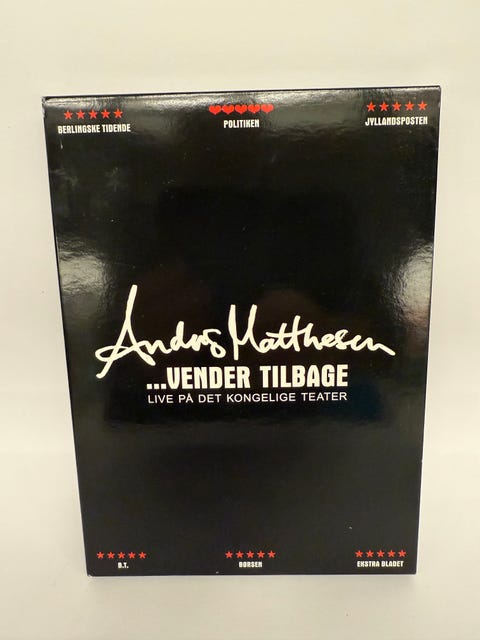 ★★★★★ ♥♥♥♥♥ ★★★★★
BERLINGSKE TIDENDE POLITIKEN JYLLANDSPOSTEN
Anders Matthesen
...VENDER TILBAGE
LIVE PÅ DET KONGELIGE TEATER
★★★★★ ★★★★★ ★★★★★
B.T. BØRSEN EKSTRA BLADET